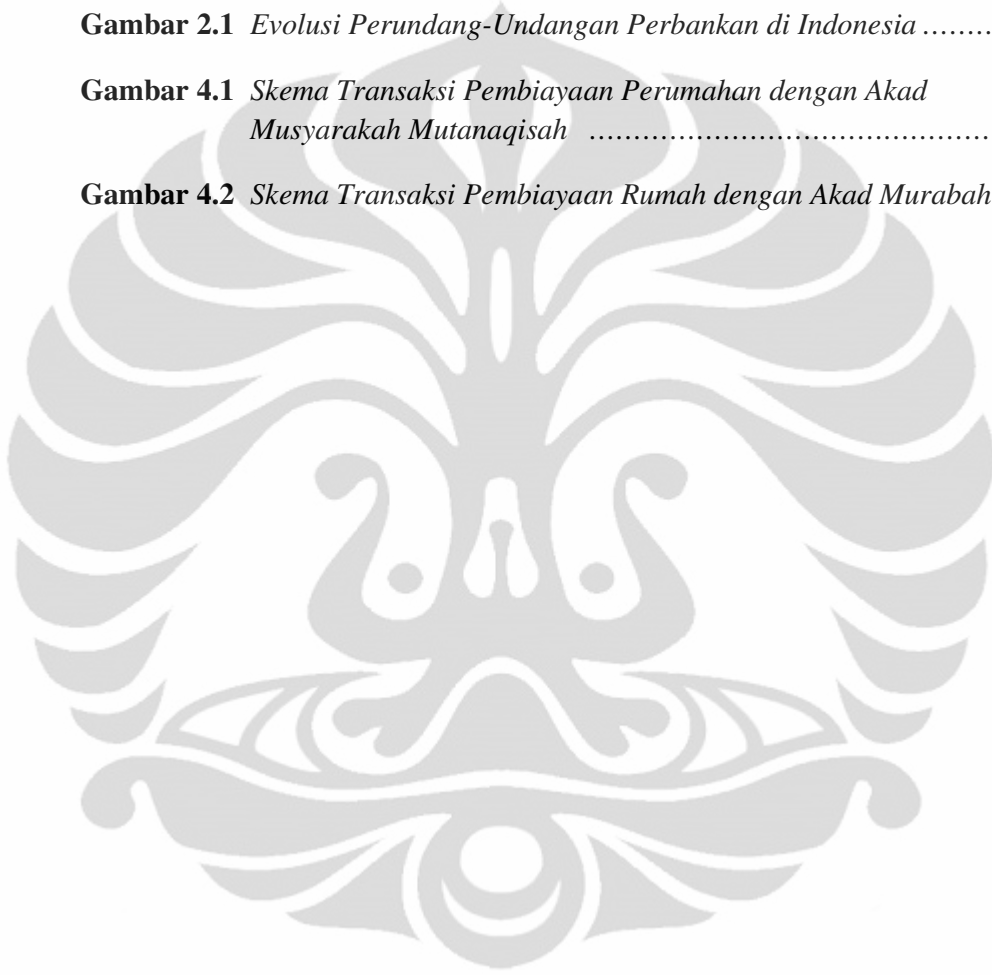 Gambar 2.1 Evolusi Perundang-Undangan Perbankan di Indonesia ………
Gambar 4.1 Skema Transaksi Pembiayaan Perumahan dengan Akad
Musyarakah Mutanaqisah ………………………………………
Gambar 4.2 Skema Transaksi Pembiayaan Rumah dengan Akad Murabah